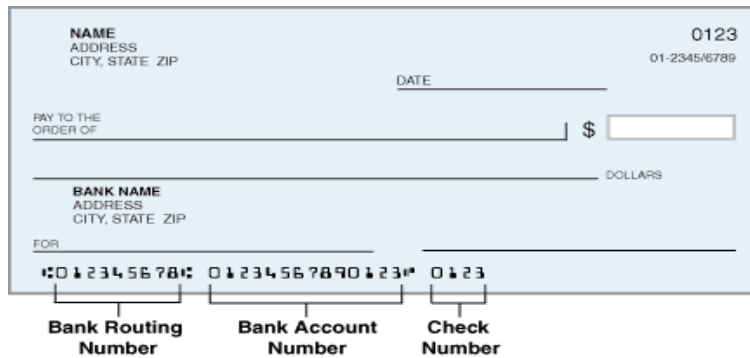 NAME
ADDRESS
CITY, STATE ZIP
0123
01-2345/6789
DATE
PAY TO THE
ORDER OF
$
DOLLARS
BANK NAME
ADDRESS
CITY, STATE ZIP
FOR
⑆012345678⑆ 01234567890123⑈ 0123
Bank Routing
Number
Bank Account
Number
Check
Number